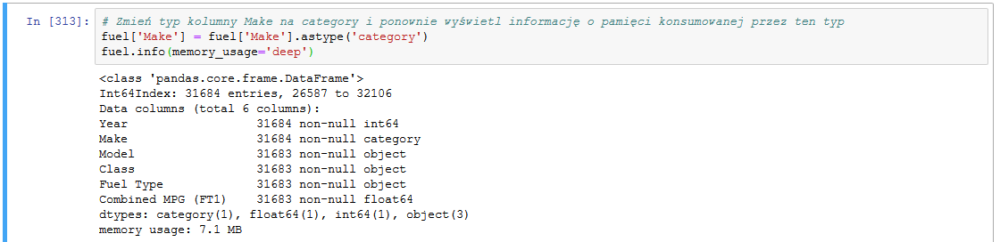 In [313]: # Zmień typ kolumny Make na category i ponownie wyświetl informację o pamięci konsumowanej przez ten typ
fuel['Make'] = fuel['Make'].astype('category')
fuel.info(memory_usage='deep')
<class 'pandas.core.frame.DataFrame'>
Int64Index: 31684 entries, 26587 to 32106
Data columns (total 6 columns):
Year                  31684 non-null int64
Make                  31684 non-null category
Model                 31683 non-null object
Class                 31683 non-null object
Fuel Type             31683 non-null object
Combined MPG (FT1)    31683 non-null float64
dtypes: category(1), float64(1), int64(1), object(3)
memory usage: 7.1 MB